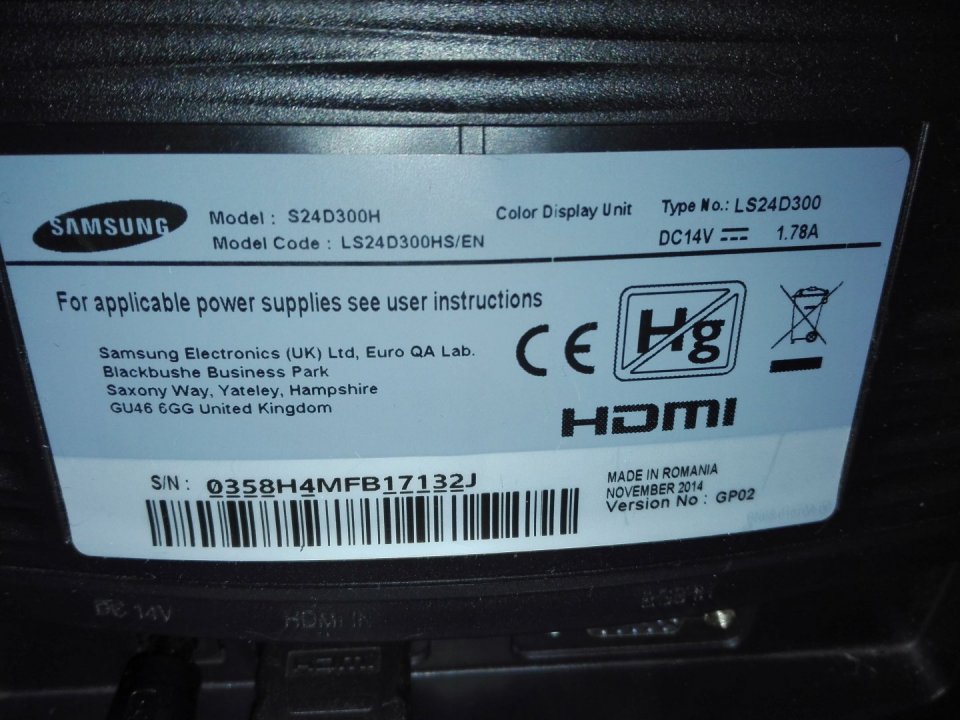 SAMSUNG
Model : S24D300H
Model Code : LS24D300HS/EN
Color Display Unit
Type No.: LS24D300
DC14V 1.78A
For applicable power supplies see user instructions
Samsung Electronics (UK) Ltd, Euro QA Lab.
Blackbushe Business Park
Saxony Way, Yateley, Hampshire
GU46 6GG United Kingdom
CE
Hg
HDMI
S/N : 0358H4MFB17132J
MADE IN ROMANIA
NOVEMBER 2014
Version No : GP02
DC 14V
HDMI IN
HDMI